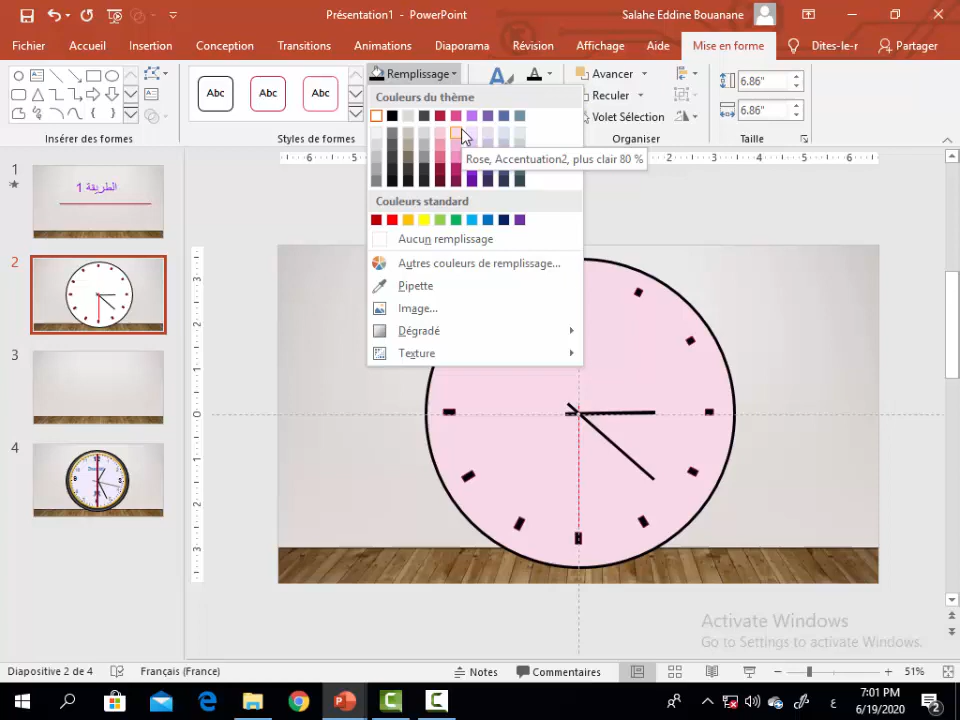 Présentation1 - PowerPoint
Salahe Eddine Bouanane
Fichier Accueil Insertion Conception Transitions Animations Diaporama Révision Affichage Aide Mise en forme Dites-le-r Partager
Abc Abc Abc
Remplissage
Avancer
Reculer
Volet Sélection
6.86"
6.86"
Insérer des formes
Styles de formes
Organiser
Taille
Couleurs du thème
Rose, Accentuation2, plus clair 80 %
Couleurs standard
Aucun remplissage
Autres couleurs de remplissage...
Pipette
Image...
Dégradé
Texture
1
الطريقة 1
2
3
4
Activate Windows
Go to Settings to activate Windows.
Diapositive 2 de 4
Français (France)
Notes
Commentaires
51%
7:01 PM
6/19/2020